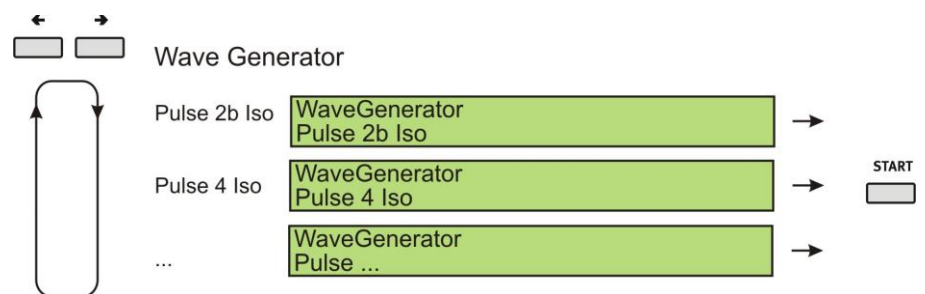 ← →
Wave Generator
Pulse 2b Iso
WaveGenerator
Pulse 2b Iso
→
Pulse 4 Iso
WaveGenerator
Pulse 4 Iso
→
START
...
WaveGenerator
Pulse ...
→